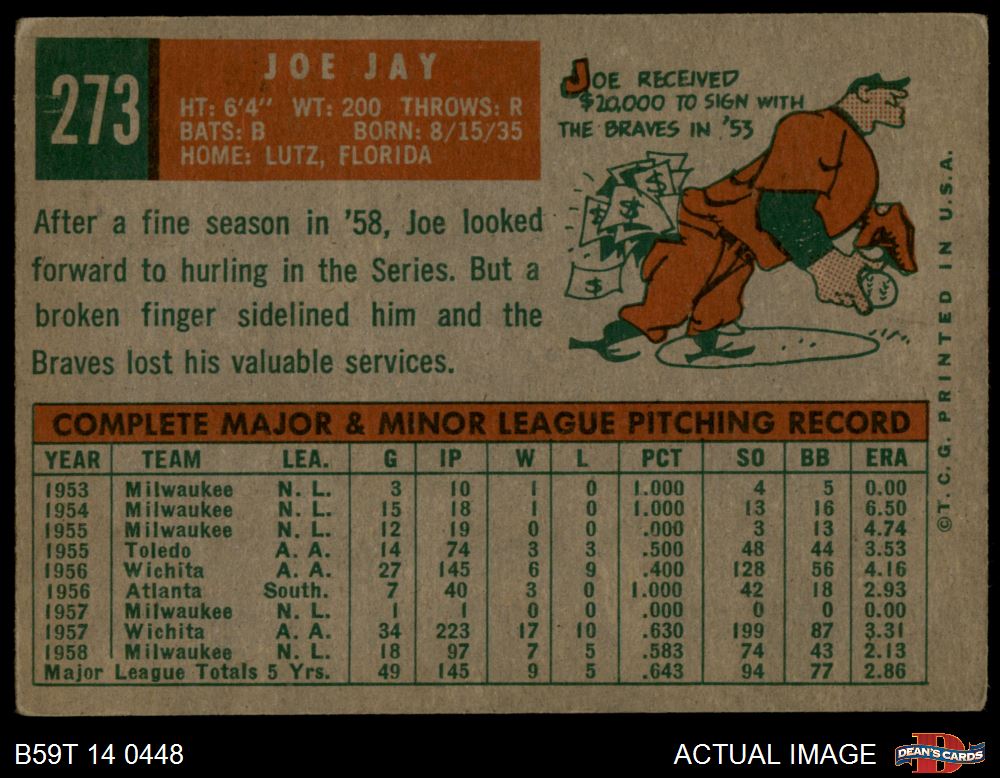 273
JOE JAY
HT: 6'4" WT: 200 THROWS: R
BATS: B BORN: 8/15/35
HOME: LUTZ, FLORIDA
JOE RECEIVED
$20,000 TO SIGN WITH
THE BRAVES IN '53
After a fine season in '58, Joe looked
forward to hurling in the Series. But a
broken finger sidelined him and the
Braves lost his valuable services.
$
$
$
COMPLETE MAJOR & MINOR LEAGUE PITCHING RECORD
YEAR TEAM LEA. G IP W L PCT SO BB ERA
1953 Milwaukee N. L. 3 10 1 0 1.000 4 5 0.00
1954 Milwaukee N. L. 15 18 1 0 1.000 13 16 6.50
1955 Milwaukee N. L. 12 19 0 0 .000 3 13 4.74
1955 Toledo A. A. 14 74 3 3 .500 48 44 3.53
1956 Wichita A. A. 27 145 6 9 .400 128 56 4.16
1956 Atlanta South. 7 40 3 0 1.000 42 18 2.93
1957 Milwaukee N. L. 1 1 0 0 .000 0 0 0.00
1957 Wichita A. A. 34 223 17 10 .630 199 87 3.31
1958 Milwaukee N. L. 18 97 7 5 .583 74 43 2.13
Major League Totals 5 Yrs. 49 145 9 5 .643 94 77 2.86
©T. C. G. PRINTED IN U.S.A.
B59T 14 0448
ACTUAL IMAGE
D
DEAN'S CARDS